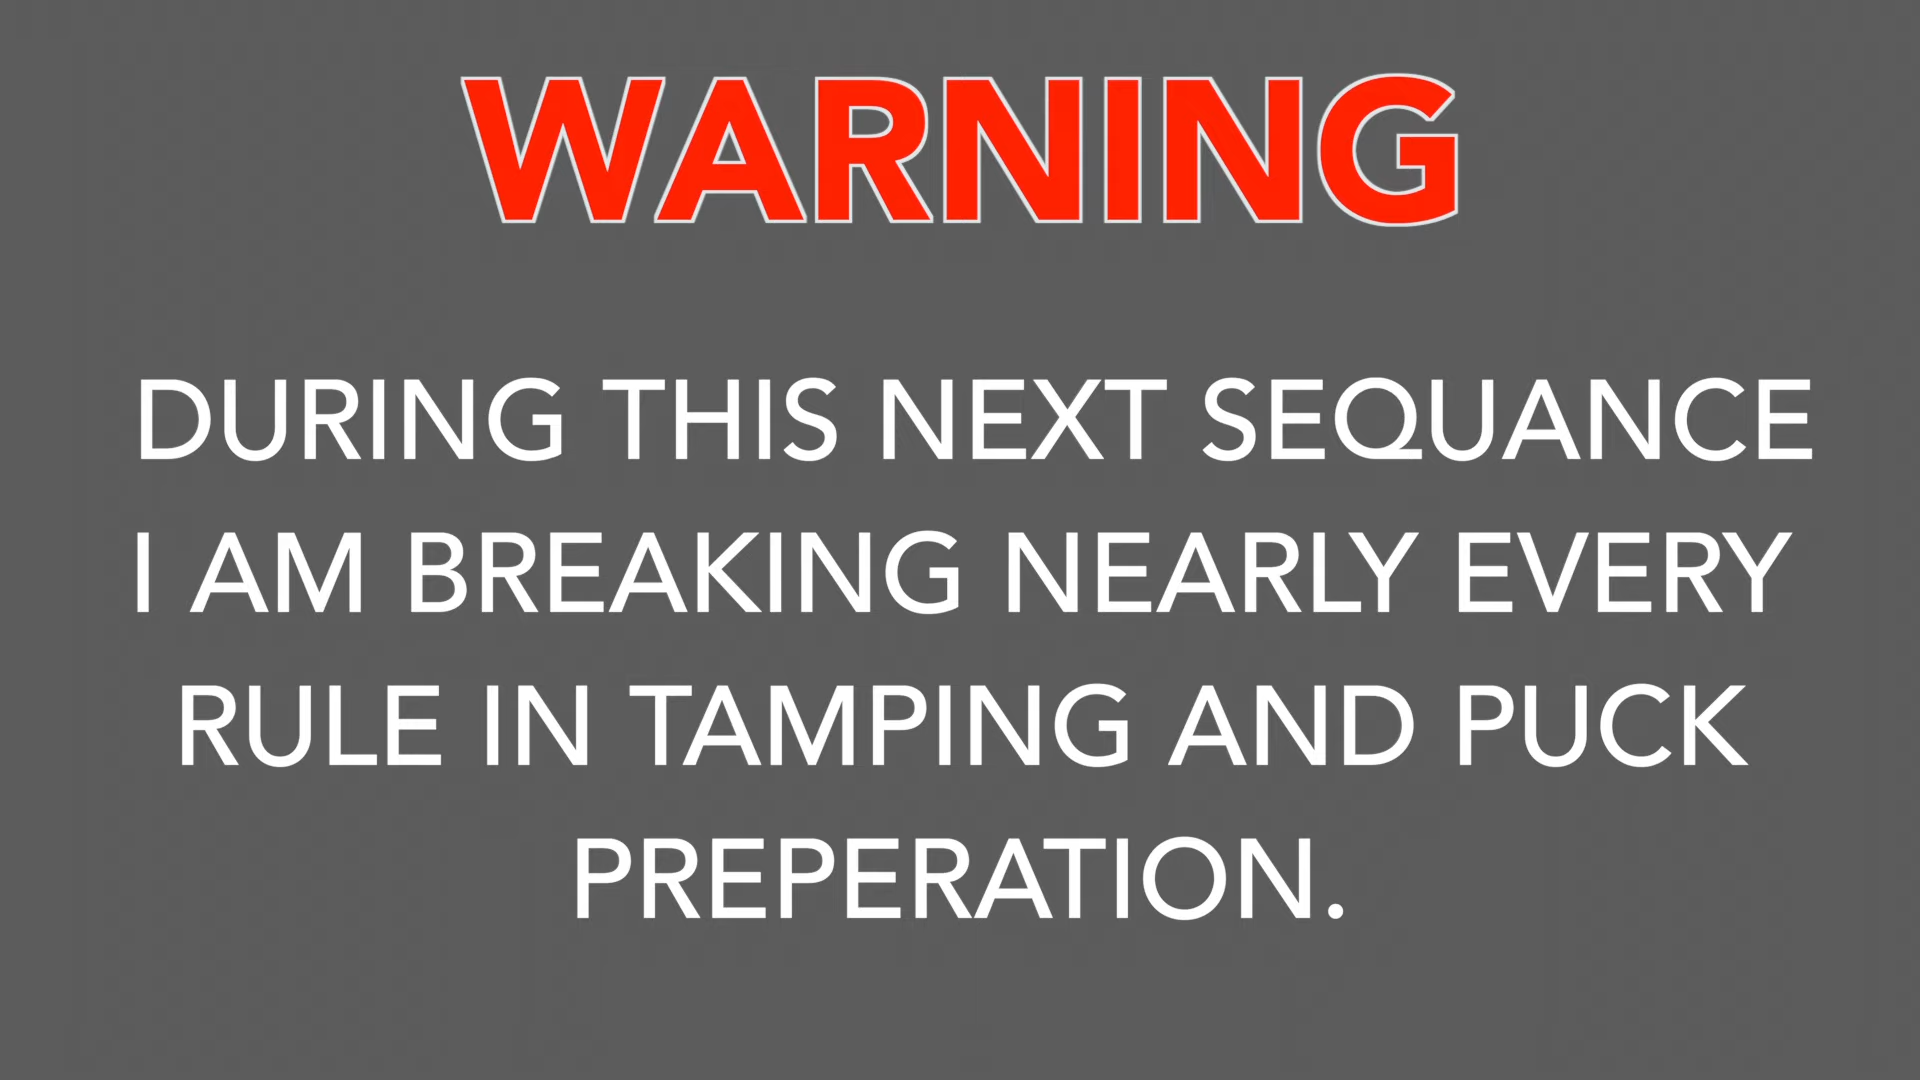 WARNING
DURING THIS NEXT SEQUANCE
I AM BREAKING NEARLY EVERY
RULE IN TAMPING AND PUCK
PREPERATION.